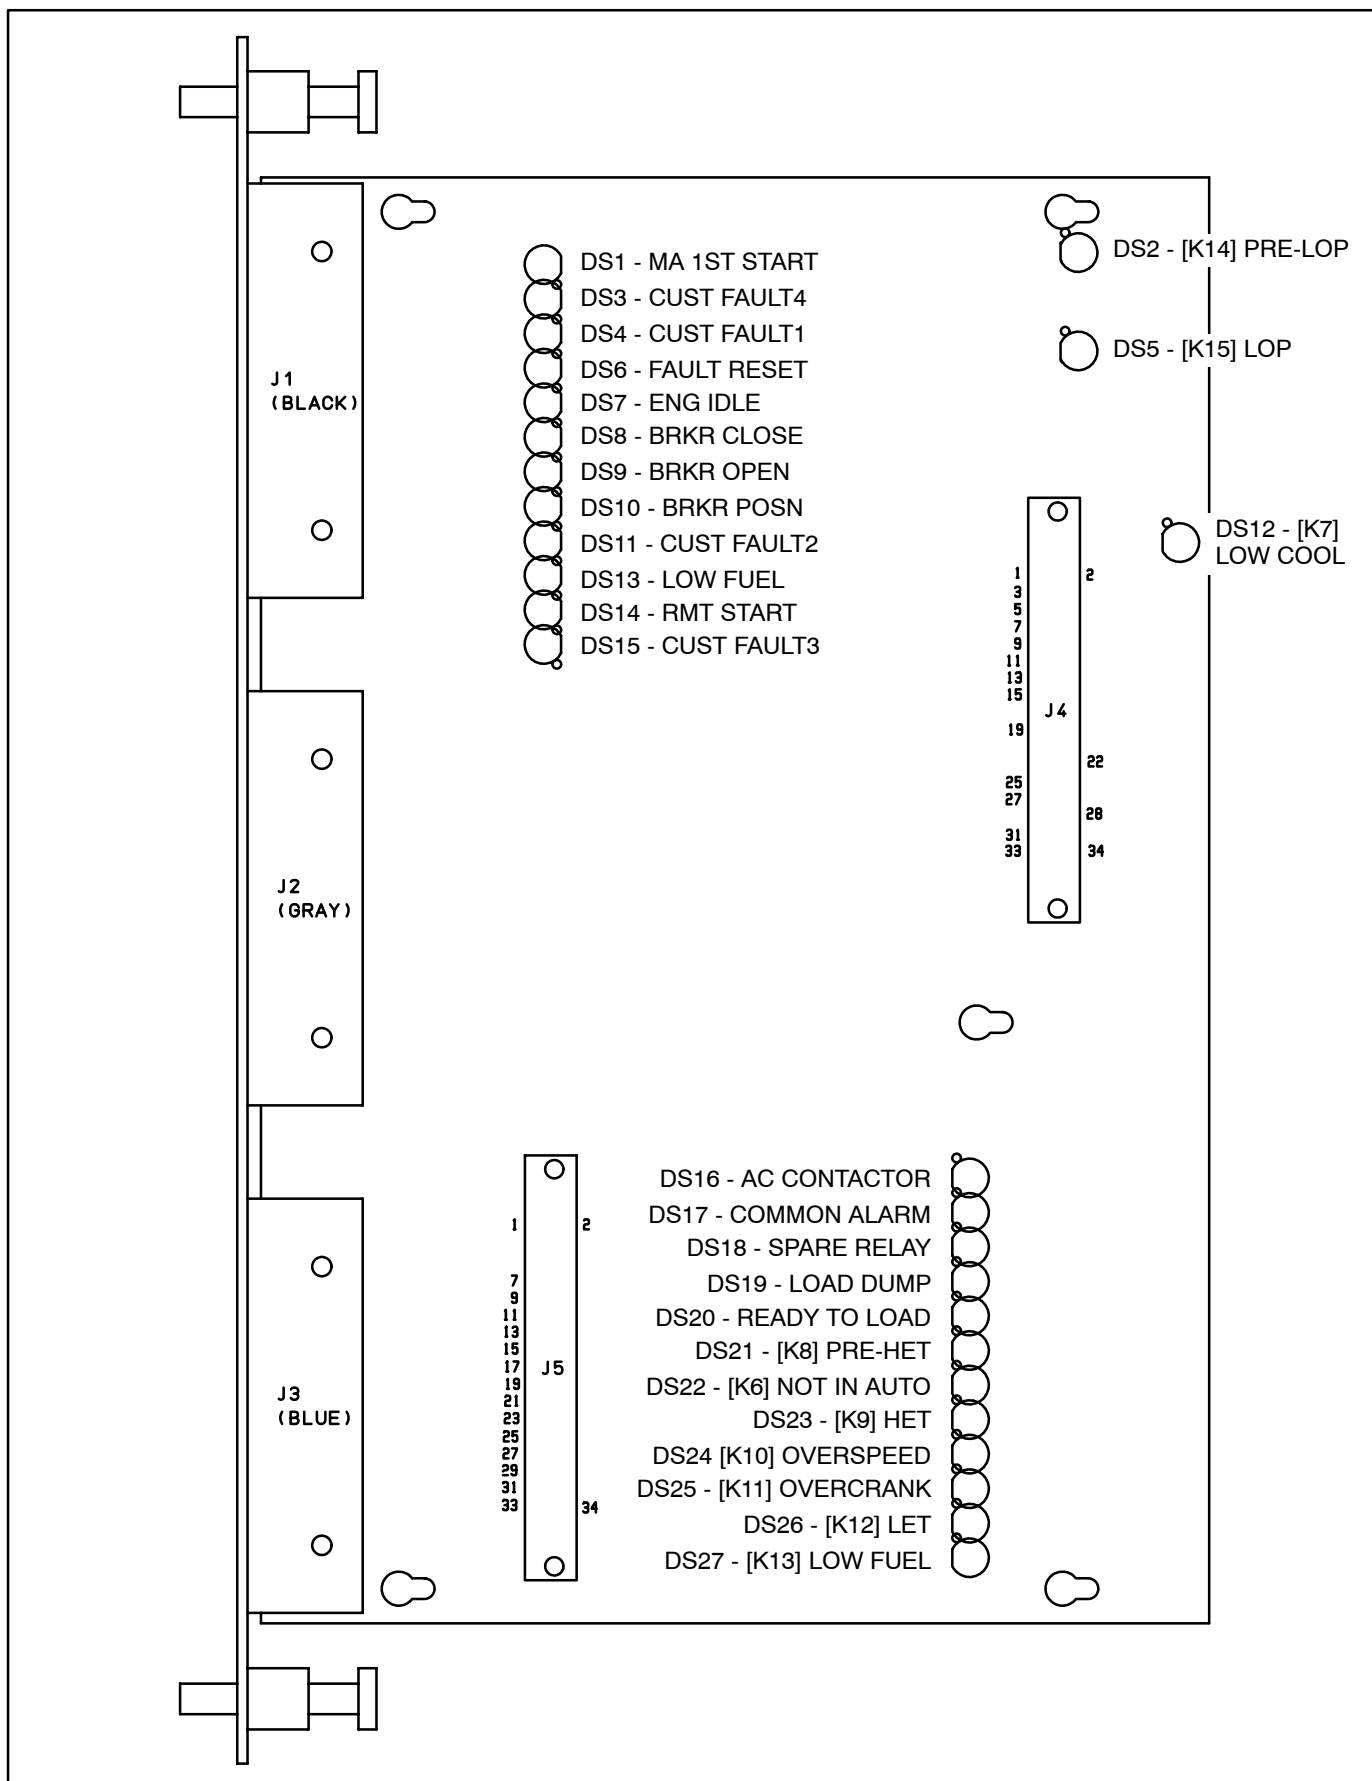 DS1 - MA 1ST START
DS3 - CUST FAULT4
DS4 - CUST FAULT1
DS6 - FAULT RESET
DS7 - ENG IDLE
DS8 - BRKR CLOSE
DS9 - BRKR OPEN
DS10 - BRKR POSN
DS11 - CUST FAULT2
DS13 - LOW FUEL
DS14 - RMT START
DS15 - CUST FAULT3
DS2 - [K14] PRE-LOP
DS5 - [K15] LOP
DS12 - [K7]
LOW COOL
J1
(BLACK)
J2
(GRAY)
J3
(BLUE)
1
3
5
7
9
11
13
15
19
25
27
31
33
J4
2
22
28
34
1
7
9
11
13
15
17
19
21
23
25
27
29
31
33
J5
2
34
DS16 - AC CONTACTOR
DS17 - COMMON ALARM
DS18 - SPARE RELAY
DS19 - LOAD DUMP
DS20 - READY TO LOAD
DS21 - [K8] PRE-HET
DS22 - [K6] NOT IN AUTO
DS23 - [K9] HET
DS24 [K10] OVERSPEED
DS25 - [K11] OVERCRANK
DS26 - [K12] LET
DS27 - [K13] LOW FUEL